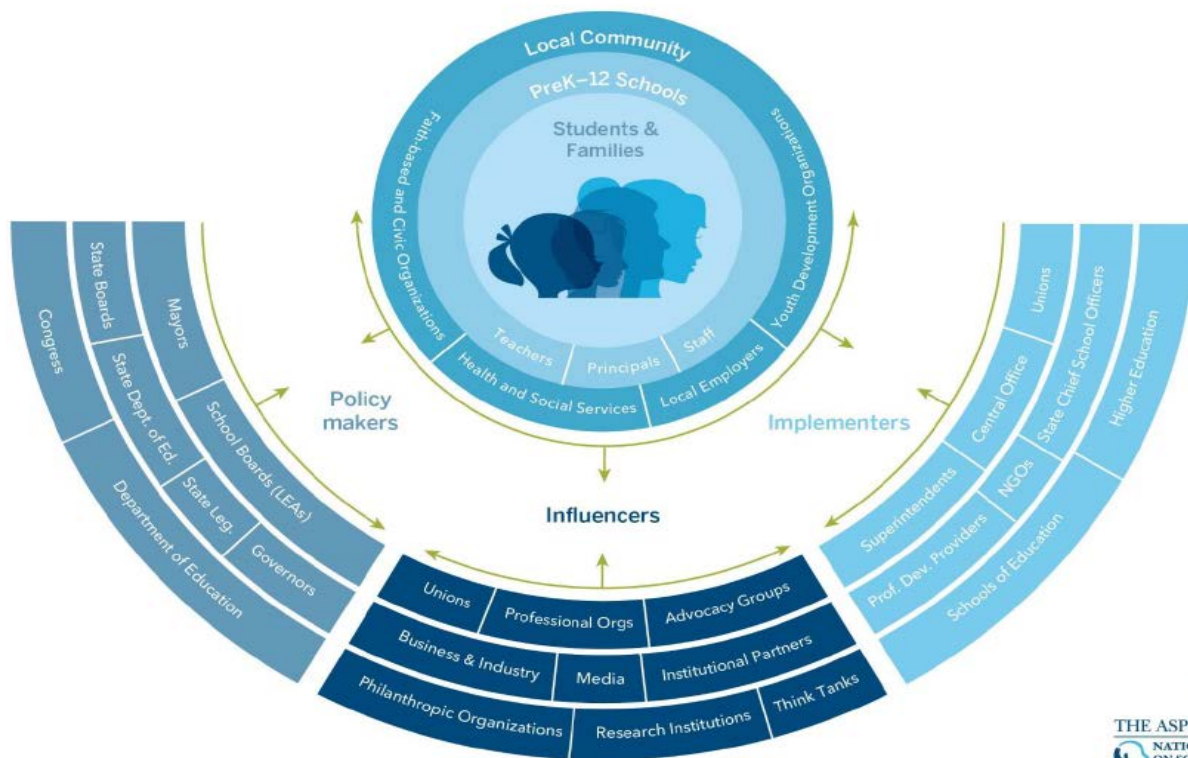 Local Community
PreK–12 Schools
Students &
Families
Faith-based and Civic Organizations
Youth Development Organizations
Teachers
Principals
Staff
Health and Social Services
Local Employers
Policy
makers
Implementers
Influencers
Congress
State Boards
Mayors
State Dept. of Ed.
School Boards (LEAs)
State Leg.
Department of Education
Governors
Unions
State Chief School Officers
Higher Education
Central Office
NGOs
Superintendents
Prof. Dev. Providers
Schools of Education
Unions
Professional Orgs
Advocacy Groups
Business & Industry
Media
Institutional Partners
Philanthropic Organizations
Research Institutions
Think Tanks
THE ASP